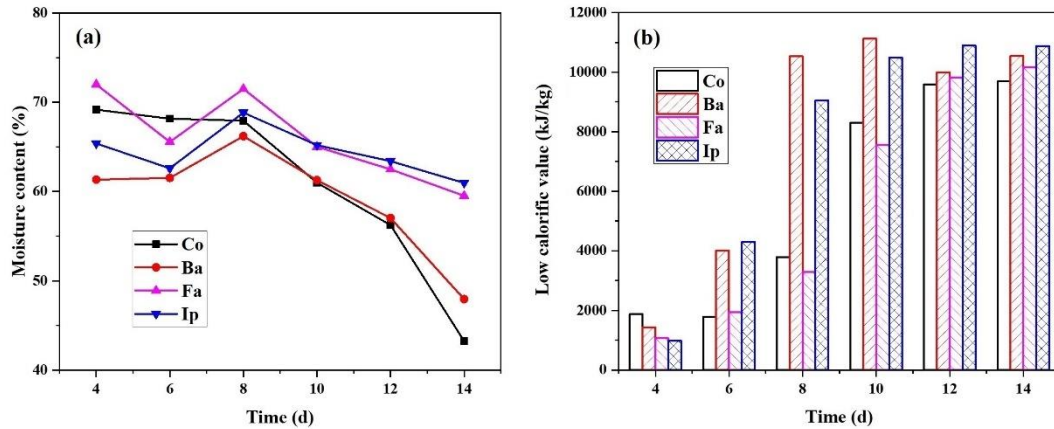 (a)
Moisture content (%)
80
70
60
50
40
Co
Ba
Fa
Ip
4 6 8 10 12 14
Time (d)
(b)
Low calorific value (kJ/kg)
12000
10000
8000
6000
4000
2000
0
Co
Ba
Fa
Ip
4 6 8 10 12 14
Time (d)